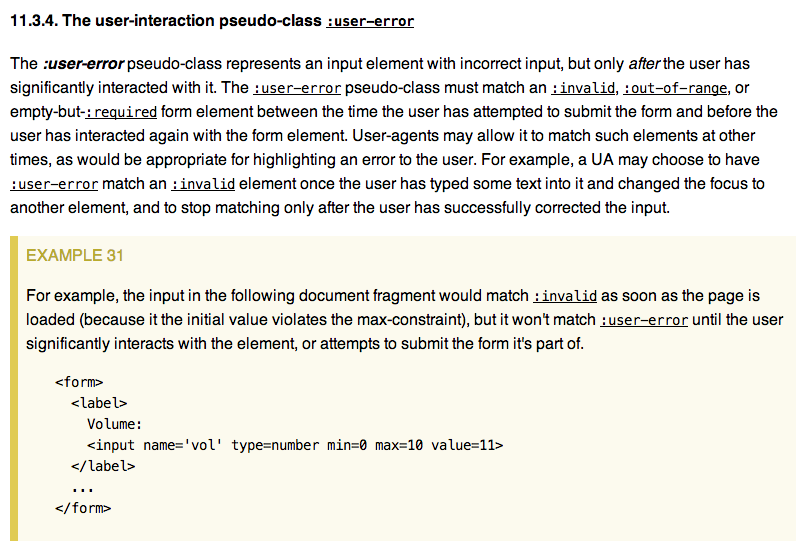 11.3.4. The user-interaction pseudo-class :user-error
The :user-error pseudo-class represents an input element with incorrect input, but only after the user has
significantly interacted with it. The :user-error pseudo-class must match an :invalid, :out-of-range, or
empty-but-:required form element between the time the user has attempted to submit the form and before the
user has interacted again with the form element. User-agents may allow it to match such elements at other
times, as would be appropriate for highlighting an error to the user. For example, a UA may choose to have
:user-error match an :invalid element once the user has typed some text into it and changed the focus to
another element, and to stop matching only after the user has successfully corrected the input.
EXAMPLE 31
For example, the input in the following document fragment would match :invalid as soon as the page is
loaded (because it the initial value violates the max-constraint), but it won't match :user-error until the user
significantly interacts with the element, or attempts to submit the form it's part of.
<form>
<label>
Volume:
<input name='vol' type=number min=0 max=10 value=11>
</label>
...
</form>